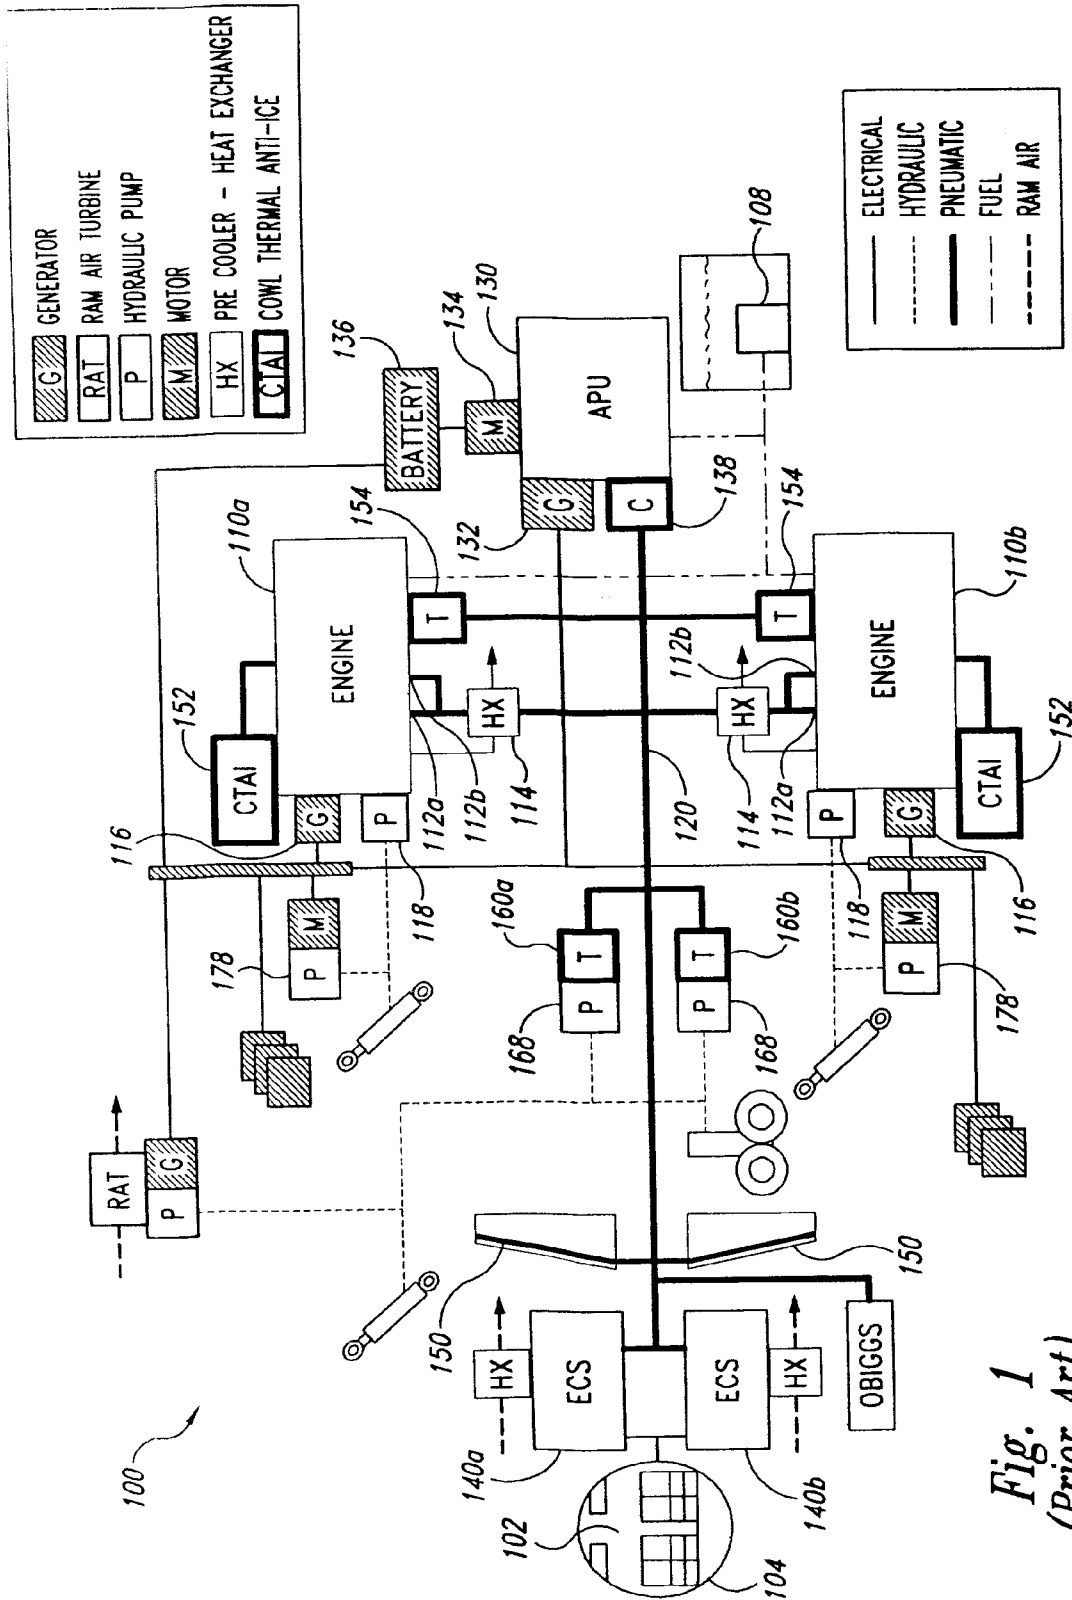 G GENERATOR
RAT RAM AIR TURBINE
P HYDRAULIC PUMP
M MOTOR
HX PRE COOLER - HEAT EXCHANGER
CTAI COWL THERMAL ANTI-ICE
100
RAT
P G
178
P M
116
G
P
118
152
CTAI
ENGINE
110a
112a
112b
HX
114
T
154
BATTERY
136
M
134
G
132
APU
130
C
138
108
102
104
140a
HX
ECS
ECS
HX
140b
150
150
OBIGGS
168
P T
160a
P T
160b
168
120
HX
114
112a
112b
T
154
P
118
G
116
P M
178
ENGINE
110b
CTAI
152
ELECTRICAL
HYDRAULIC
PNEUMATIC
FUEL
RAM AIR
Fig. 1
(Prior Art)